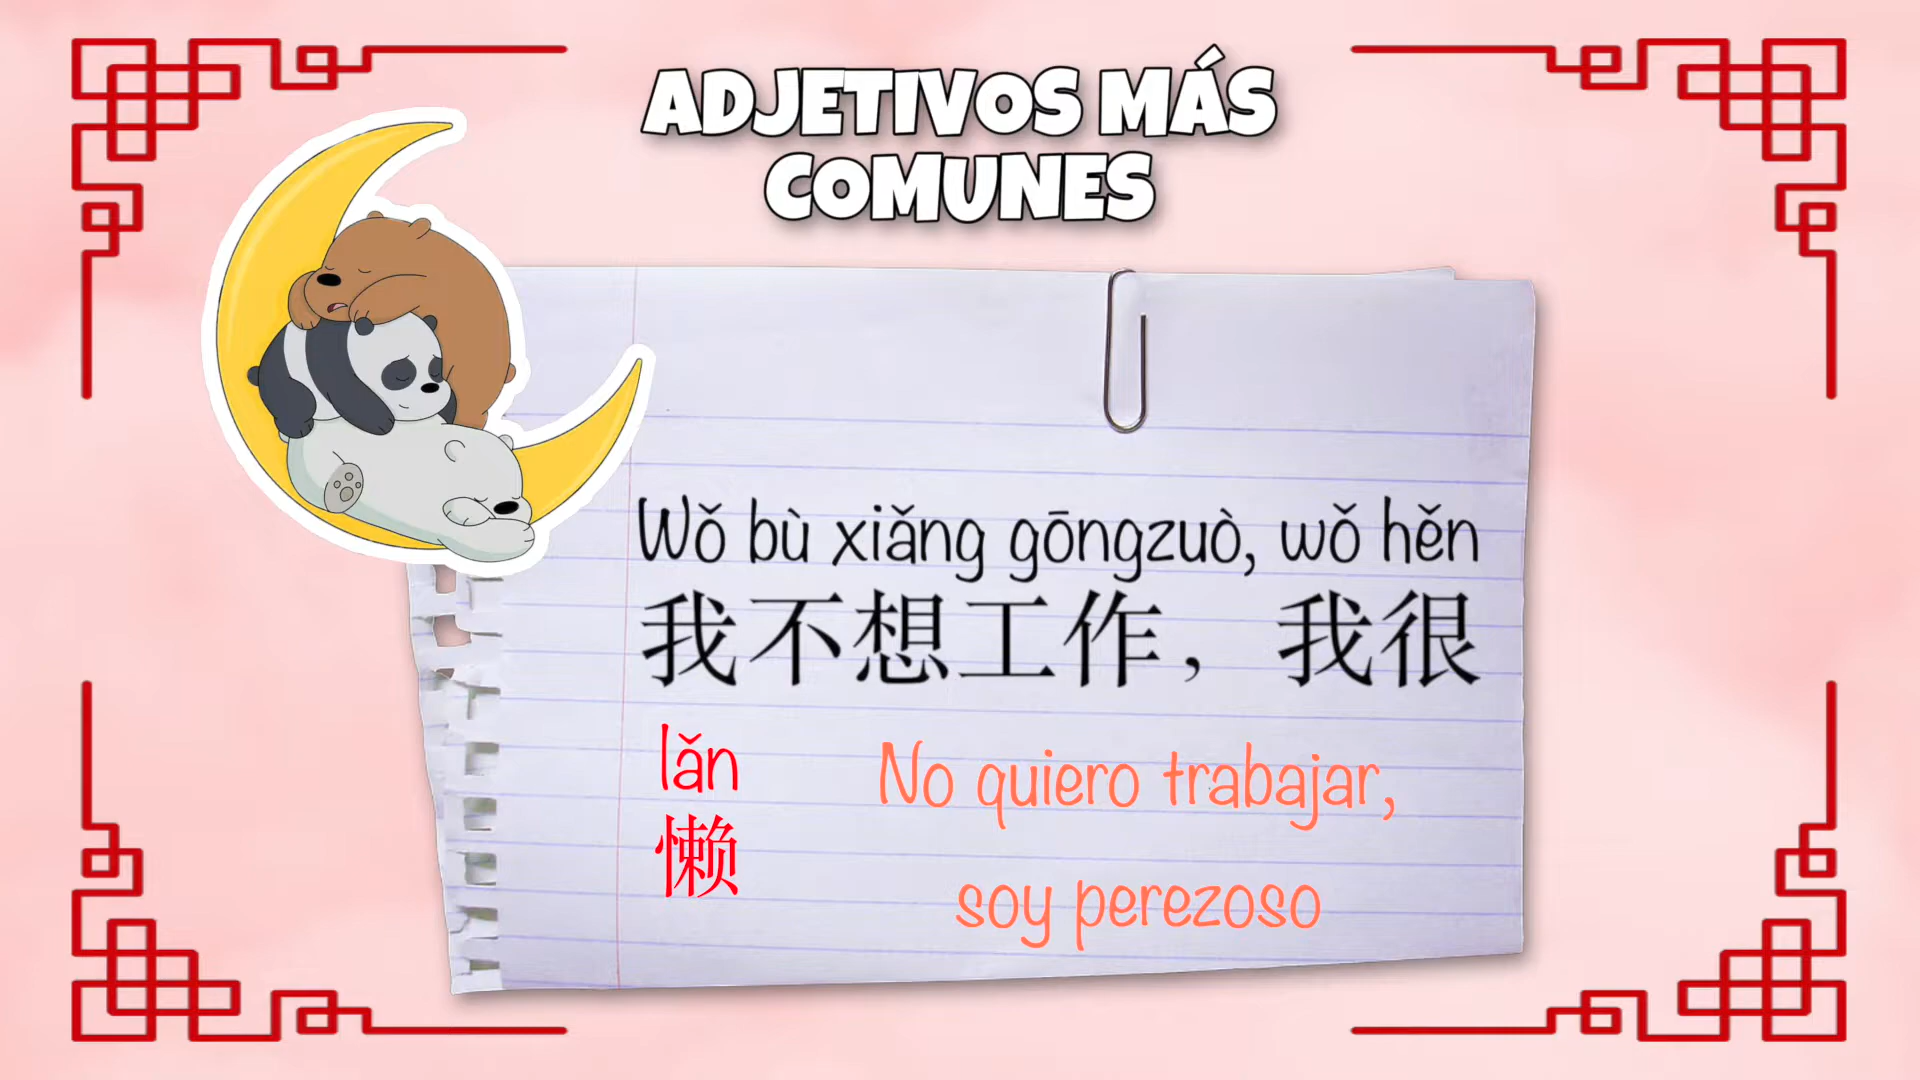 ADJETIVOS MÁS
COMUNES
Wǒ bù xiǎng gōngzuò, wǒ hěn
我不想工作，我很
lǎn
懒
No quiero trabajar,
soy perezoso